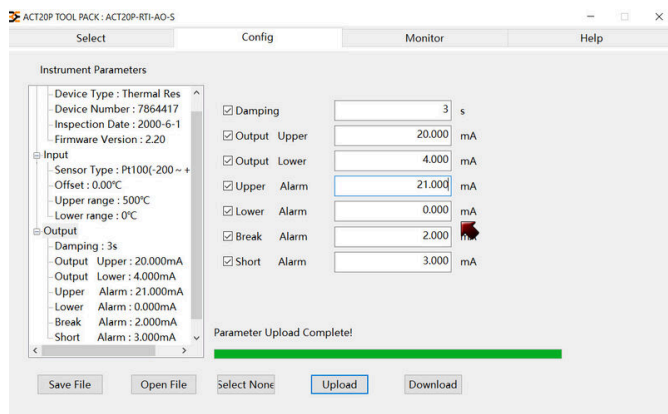 ACT20P TOOL PACK : ACT20P-RTI-AO-S
Select Config Monitor Help
Instrument Parameters
Device Type : Thermal Res
Device Number : 7864417
Inspection Date : 2000-6-1
Firmware Version : 2.20
Input
Sensor Type : Pt100(-200 ~ +
Offset : 0.00℃
Upper range : 500℃
Lower range : 0℃
Output
Damping : 3s
Output Upper : 20.000mA
Output Lower : 4.000mA
Upper Alarm : 21.000mA
Lower Alarm : 0.000mA
Break Alarm : 2.000mA
Short Alarm : 3.000mA
Damping 3 s
Output Upper 20.000 mA
Output Lower 4.000 mA
Upper Alarm 21.000 mA
Lower Alarm 0.000 mA
Break Alarm 2.000
Short Alarm 3.000 mA
Parameter Upload Complete!
Save File Open File Select None Upload Download